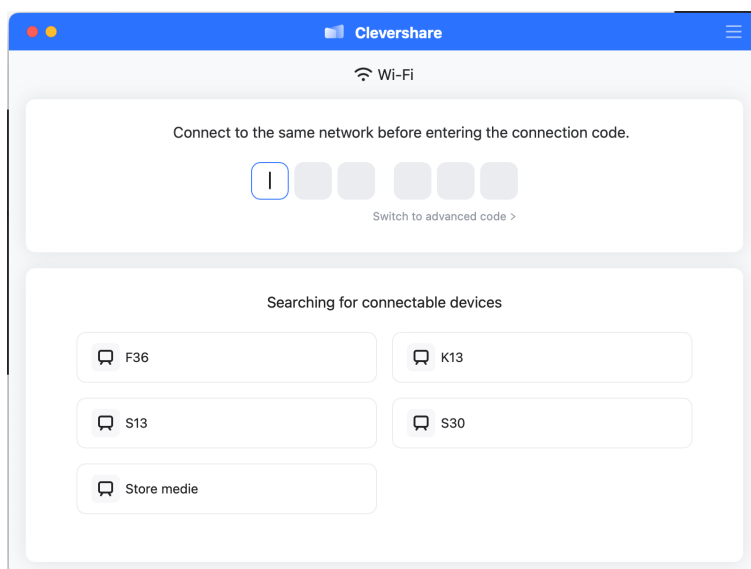 Clevershare
Wi-Fi
Connect to the same network before entering the connection code.
Switch to advanced code >
Searching for connectable devices
F36
K13
S13
S30
Store medie